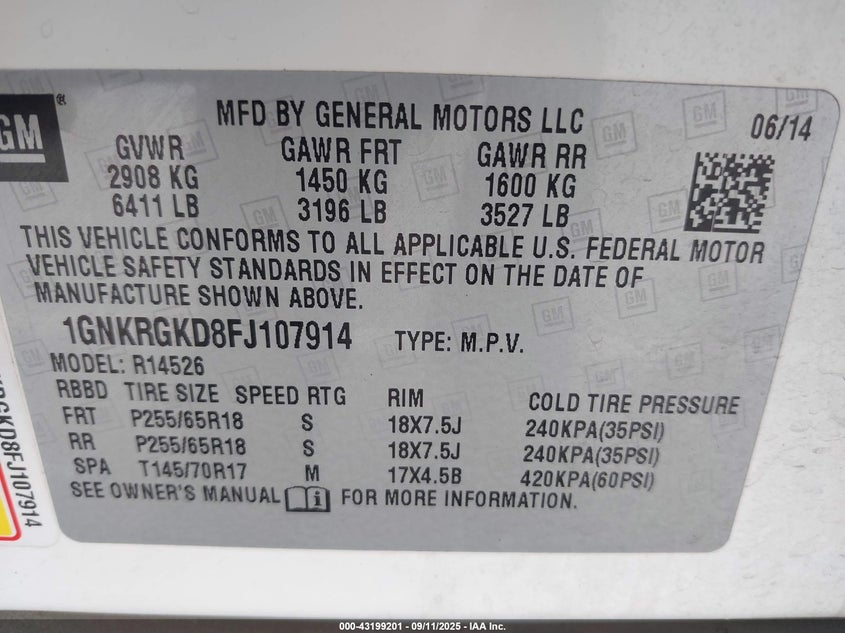 GM
®
MFD BY GENERAL MOTORS LLC
06/14
GVWR GAWR FRT GAWR RR
2908 KG 1450 KG 1600 KG
6411 LB 3196 LB 3527 LB
THIS VEHICLE CONFORMS TO ALL APPLICABLE U.S. FEDERAL MOTOR
VEHICLE SAFETY STANDARDS IN EFFECT ON THE DATE OF
MANUFACTURE SHOWN ABOVE.
1GNKRGKD8FJ107914 TYPE: M.P.V.
MODEL: R14526
RBBD TIRE SIZE SPEED RTG RIM COLD TIRE PRESSURE
FRT P255/65R18 S 18X7.5J 240KPA(35PSI)
RR P255/65R18 S 18X7.5J 240KPA(35PSI)
SPA T145/70R17 M 17X4.5B 420KPA(60PSI)
SEE OWNER'S MANUAL FOR MORE INFORMATION.
GKD8FJ107914
000-43199201 - 09/11/2025 - IAA Inc.